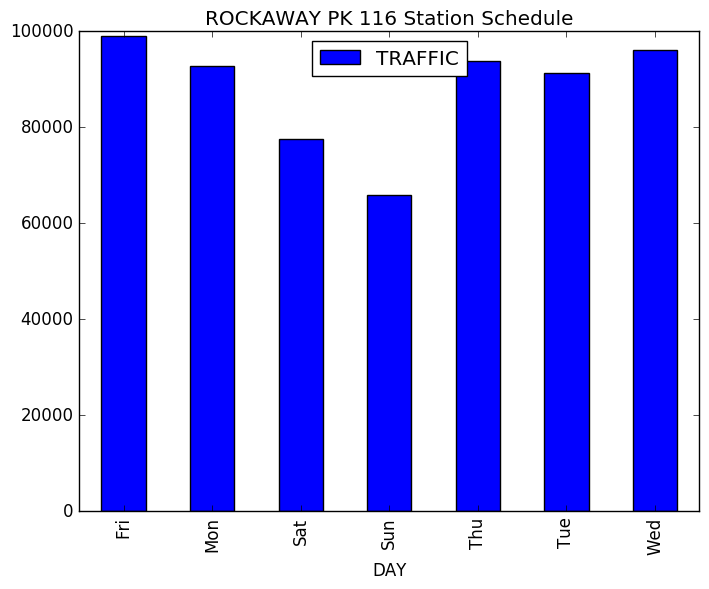 ROCKAWAY PK 116 Station Schedule
TRAFFIC
100000
80000
60000
40000
20000
0
Fri
Mon
Sat
Sun
Thu
Tue
Wed
DAY